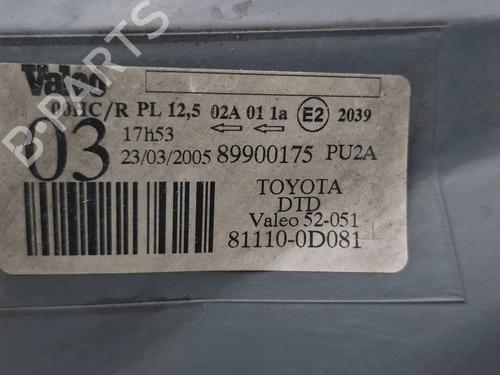 Valeo
00HC/R PL 12,5 02A 01 1a E2 2039
03
17h53
23/03/2005 89900175 PU2A
TOYOTA
DTD
Valeo 52-051
81110-0D081
B-PARTS